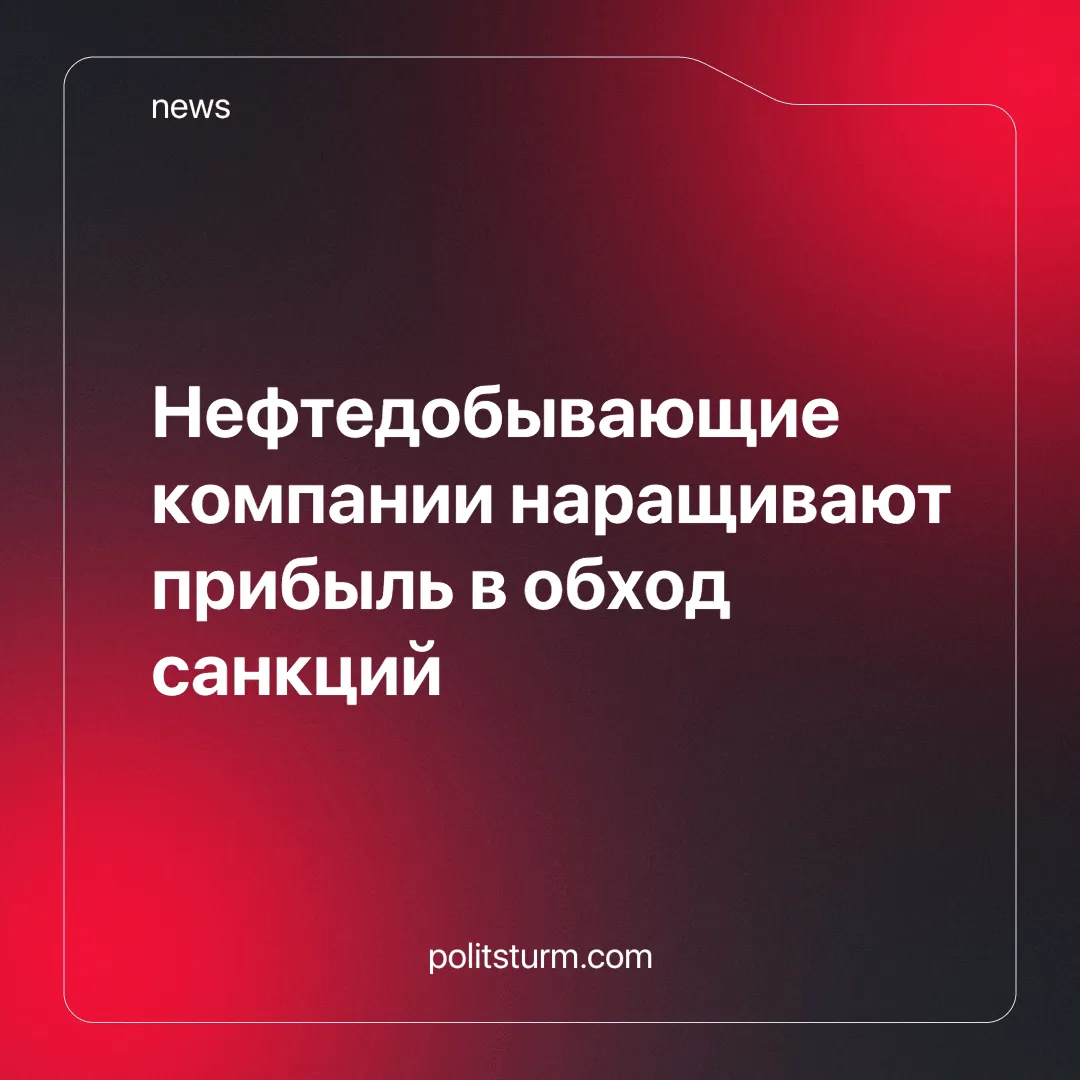 news
Нефтедобывающие
компании наращивают
прибыль в обход
санкций
politsturm.com